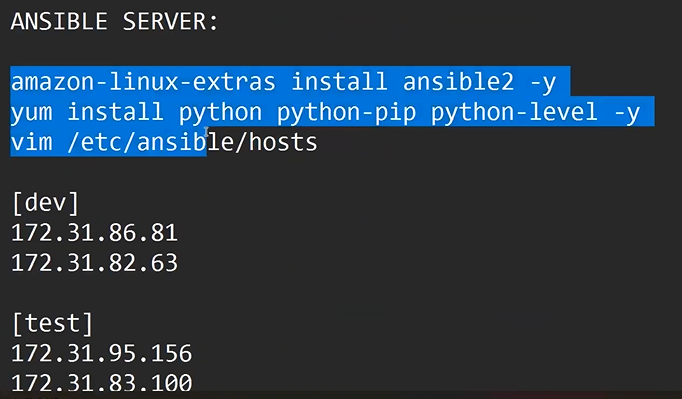 ANSIBLE SERVER:
amazon-linux-extras install ansible2 -y
yum install python python-pip python-level -y
vim /etc/ansible/hosts
[dev]
172.31.86.81
172.31.82.63
[test]
172.31.95.156
172.31.83.100